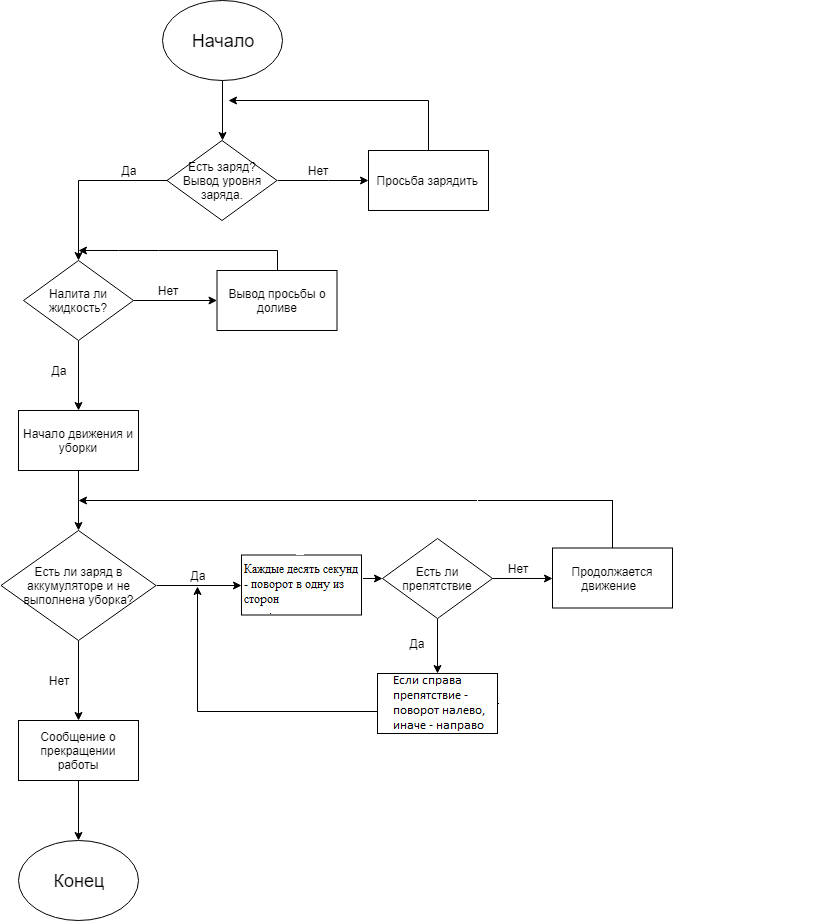 Начало
Есть заряд?
Вывод уровня
заряда.
Да
Нет
Просьба зарядить
Налита ли
жидкость?
Нет
Вывод просьбы о
доливе
Да
Начало движения и
уборки
Есть ли заряд в
аккумуляторе и не
выполнена уборка?
Да
Каждые десять секунд
- поворот в одну из
сторон
Есть ли
препятствие
Нет
Продолжается
движение
Да
Если справа
препятствие -
поворот налево,
иначе - направо
Нет
Сообщение о
прекращении
работы
Конец